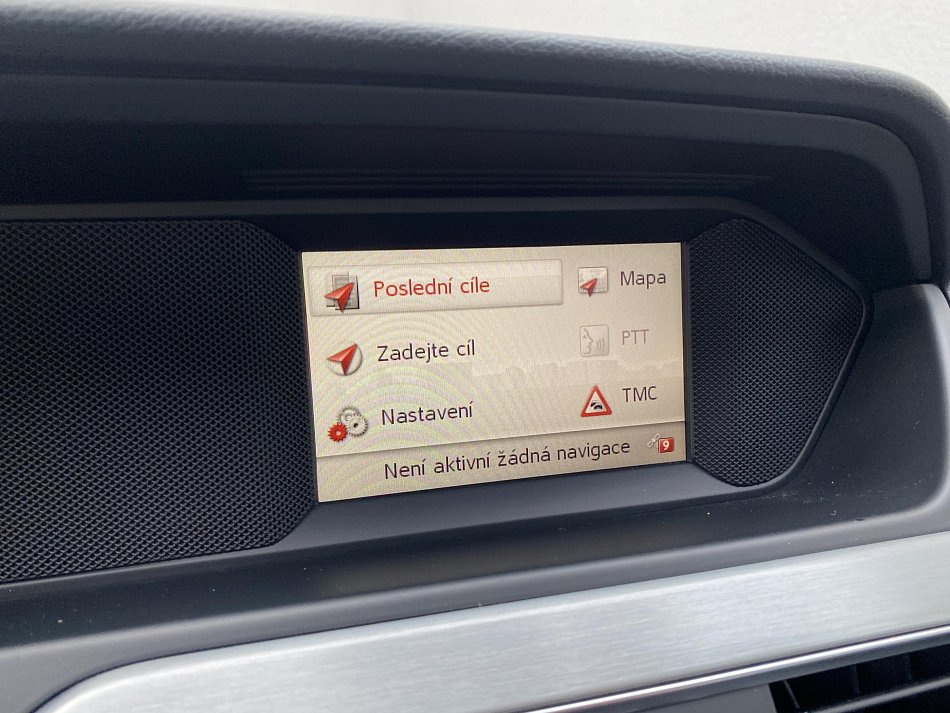 Poslední cíle
Mapa
Zadejte cíl
PTT
Nastavení
TMC
Není aktivní žádná navigace
9